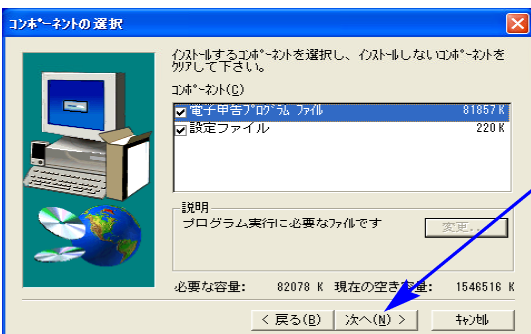 コンポーネントの選択
インストールするコンポーネントを選択し、インストールしないコンポーネントを
クリアして下さい。
コンポーネント(C)
電子申告プログラム ファイル 81857 K
設定ファイル 220 K
説明
プログラム実行に必要なファイルです
変更...
必要な容量: 82078 K 現在の空き容量: 1546516 K
< 戻る(B) 次へ(N) > キャンセル